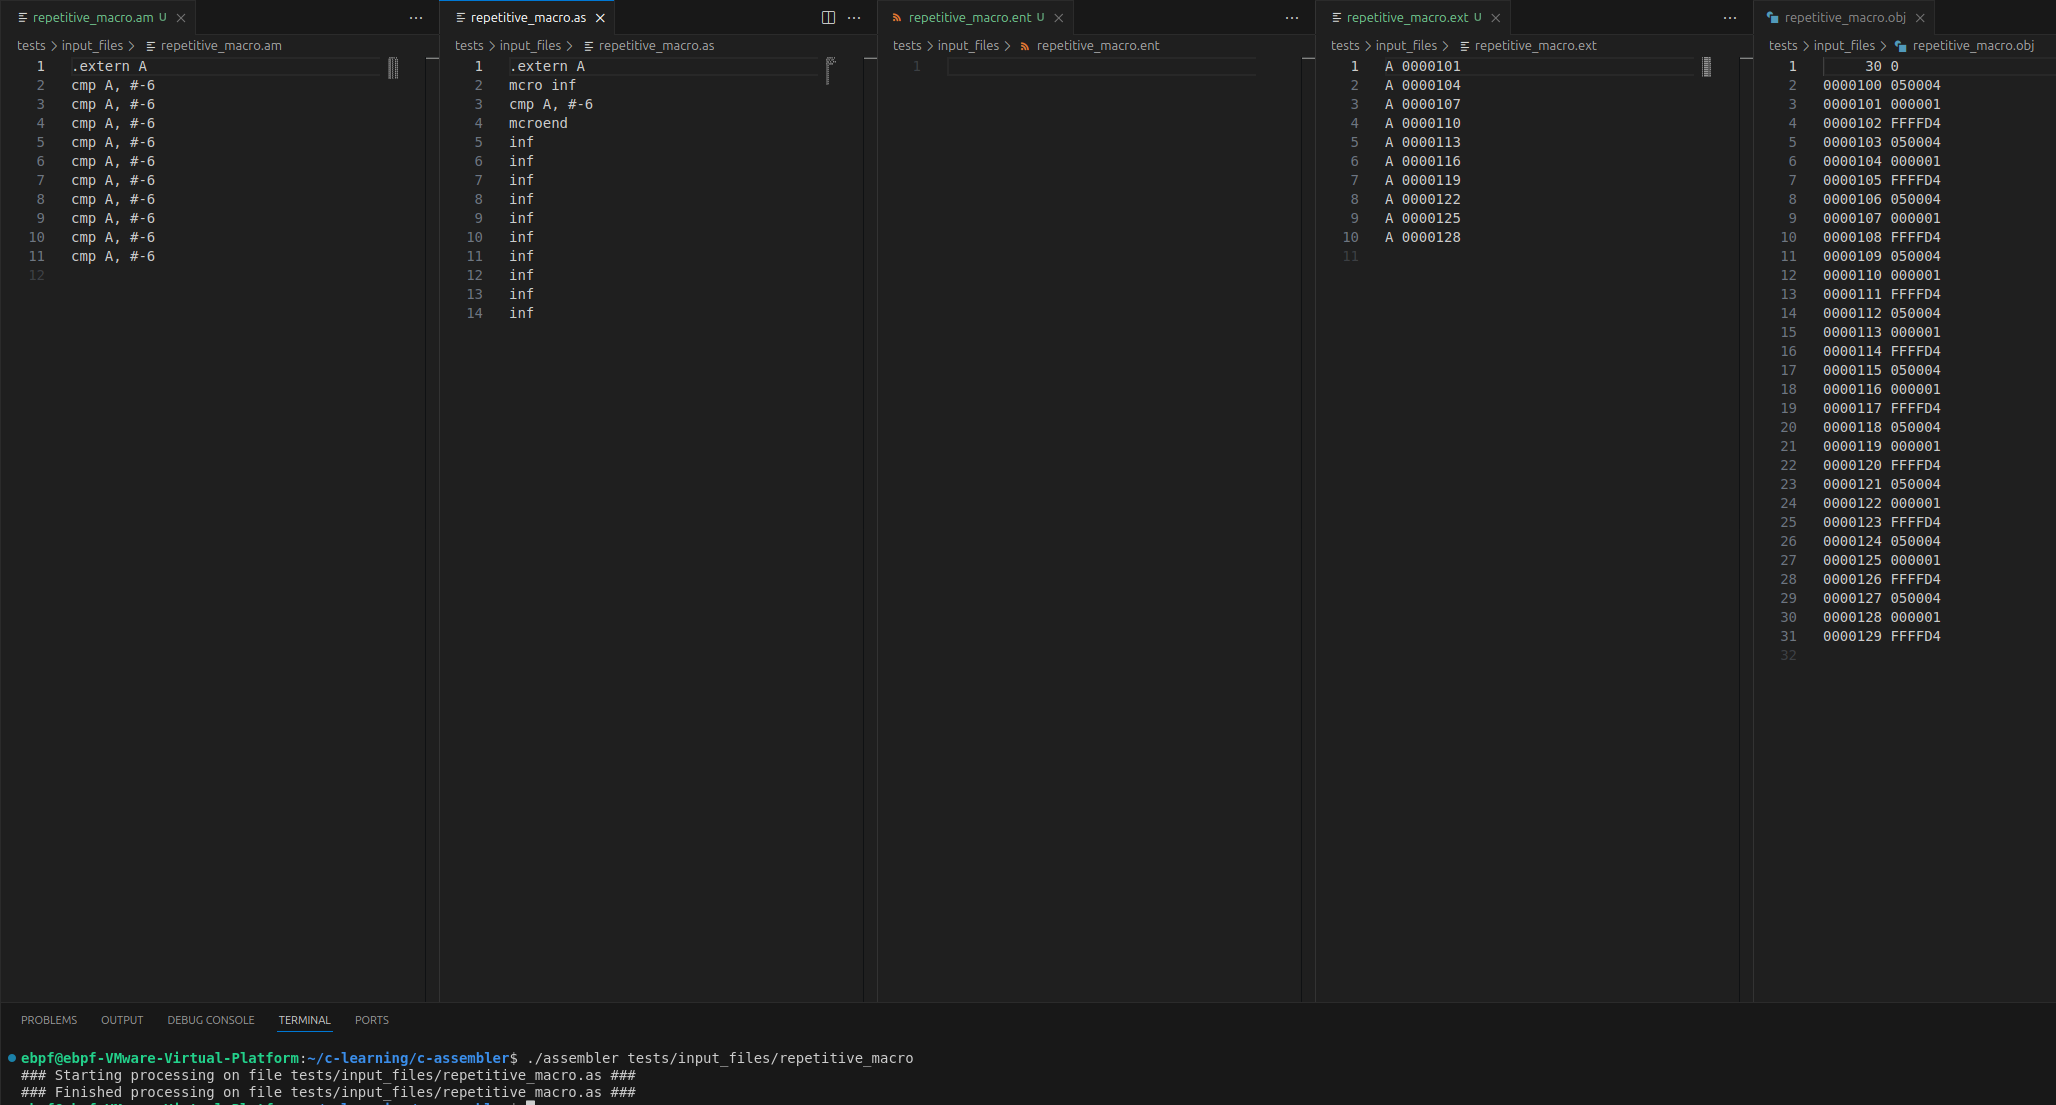 repetitive_macro.am U
tests > input_files > repetitive_macro.am
1 .extern A
2 cmp A, #-6
3 cmp A, #-6
4 cmp A, #-6
5 cmp A, #-6
6 cmp A, #-6
7 cmp A, #-6
8 cmp A, #-6
9 cmp A, #-6
10 cmp A, #-6
11 cmp A, #-6
12
repetitive_macro.as
tests > input_files > repetitive_macro.as
1 .extern A
2 mcro inf
3 cmp A, #-6
4 mcroend
5 inf
6 inf
7 inf
8 inf
9 inf
10 inf
11 inf
12 inf
13 inf
14 inf
repetitive_macro.ent U
tests > input_files > repetitive_macro.ent
1
repetitive_macro.ext U
tests > input_files > repetitive_macro.ext
1 A 0000101
2 A 0000104
3 A 0000107
4 A 0000110
5 A 0000113
6 A 0000116
7 A 0000119
8 A 0000122
9 A 0000125
10 A 0000128
11
repetitive_macro.obj
tests > input_files > repetitive_macro.obj
1 30 0
2 0000100 050004
3 0000101 000001
4 0000102 FFFFD4
5 0000103 050004
6 0000104 000001
7 0000105 FFFFD4
8 0000106 050004
9 0000107 000001
10 0000108 FFFFD4
11 0000109 050004
12 0000110 000001
13 0000111 FFFFD4
14 0000112 050004
15 0000113 000001
16 0000114 FFFFD4
17 0000115 050004
18 0000116 000001
19 0000117 FFFFD4
20 0000118 050004
21 0000119 000001
22 0000120 FFFFD4
23 0000121 050004
24 0000122 000001
25 0000123 FFFFD4
26 0000124 050004
27 0000125 000001
28 0000126 FFFFD4
29 0000127 050004
30 0000128 000001
31 0000129 FFFFD4
32
PROBLEMS OUTPUT DEBUG CONSOLE TERMINAL PORTS
ebpf@ebpf-VMware-Virtual-Platform:~/c-learning/c-assembler$ ./assembler tests/input_files/repetitive_macro
### Starting processing on file tests/input_files/repetitive_macro.as ###
### Finished processing on file tests/input_files/repetitive_macro.as ###